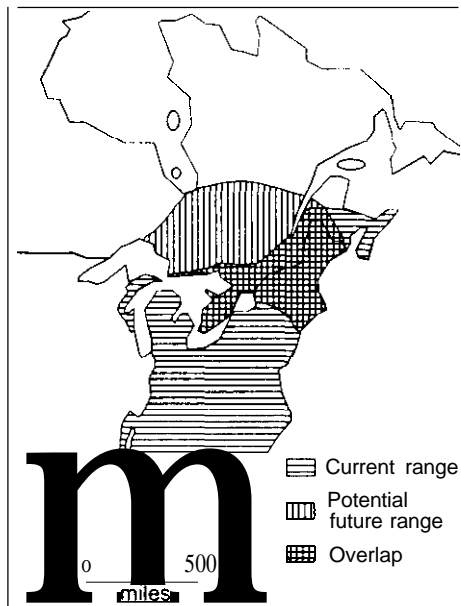 Current range
Potential
future range
Overlap
m
0 500
miles